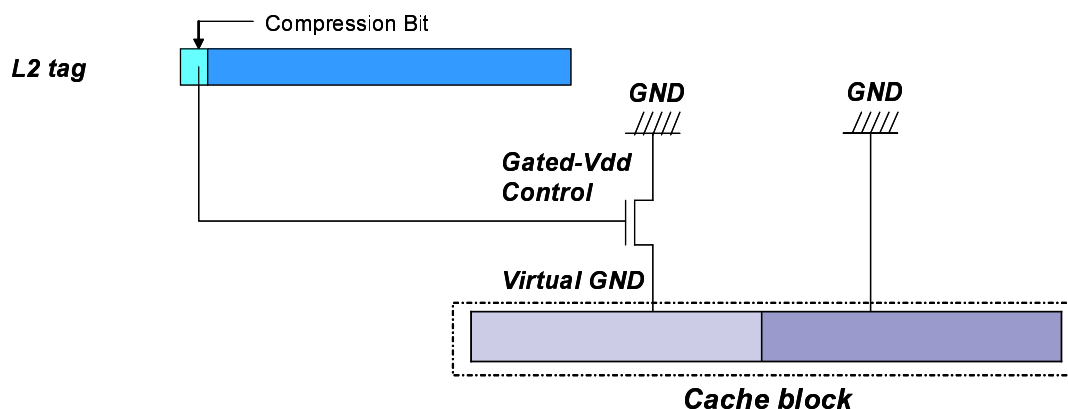 Compression Bit
L2 tag
GND
GND
Gated-Vdd
Control
Virtual GND
Cache block